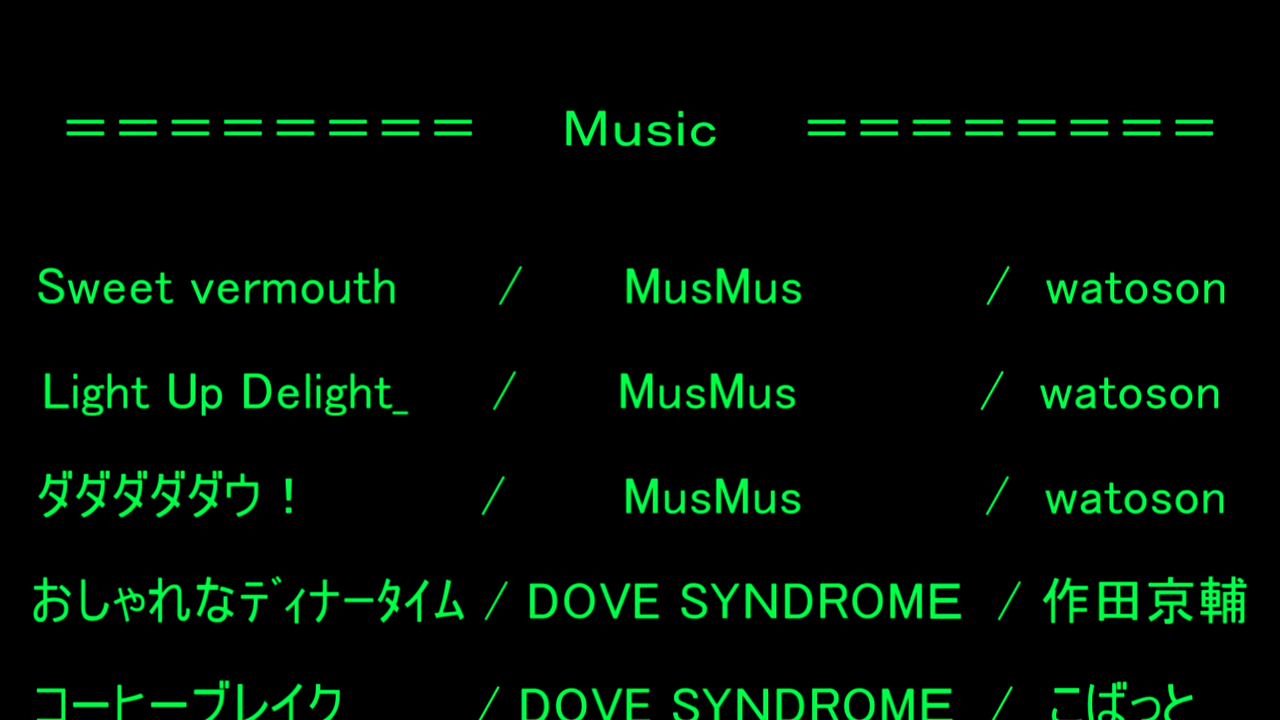 ======== Music ========
Sweet vermouth / MusMus / watoson
Light Up Delight_ / MusMus / watoson
ダダダダダウ！ / MusMus / watoson
おしゃれなディナータイム / DOVE SYNDROME / 作田京輔
コーヒーブレイク / DOVE SYNDROME / こばっと